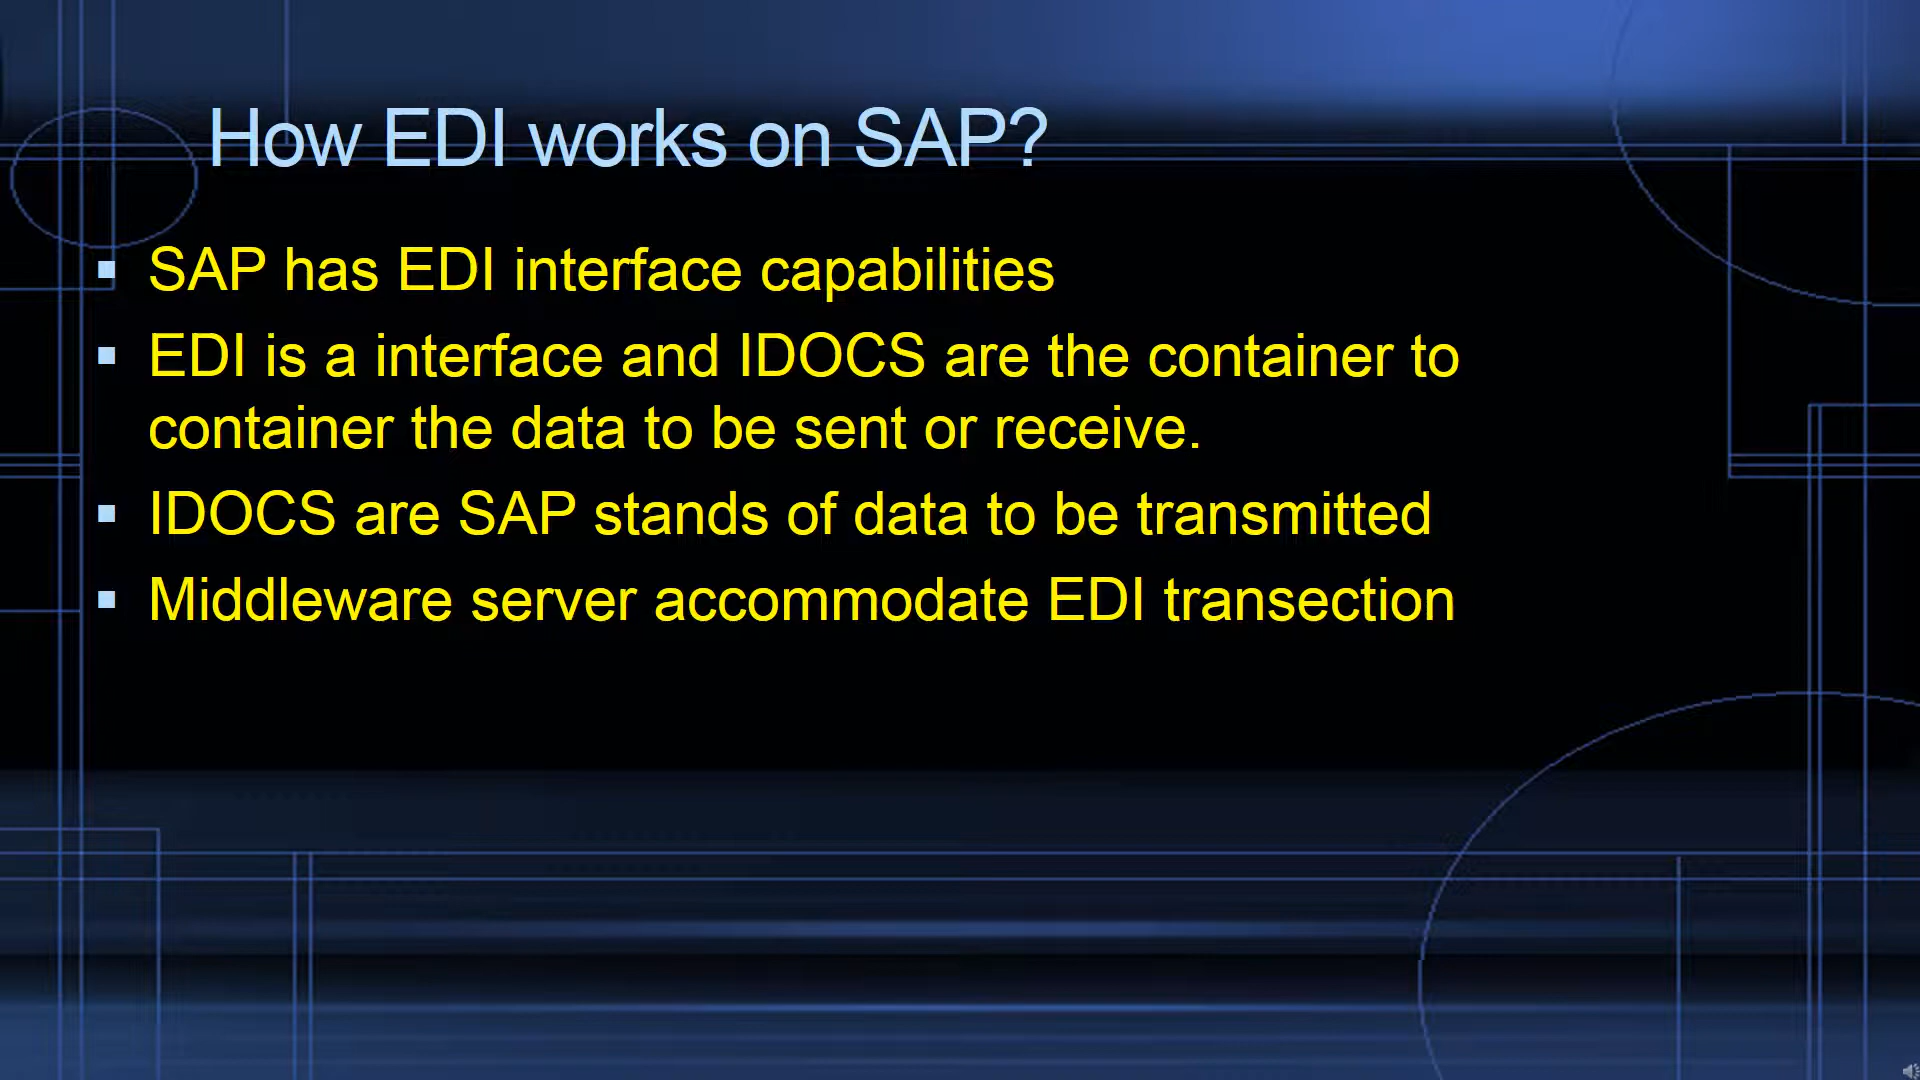 How EDI works on SAP?
SAP has EDI interface capabilities
EDI is a interface and IDOCS are the container to
container the data to be sent or receive.
IDOCS are SAP stands of data to be transmitted
Middleware server accommodate EDI transection